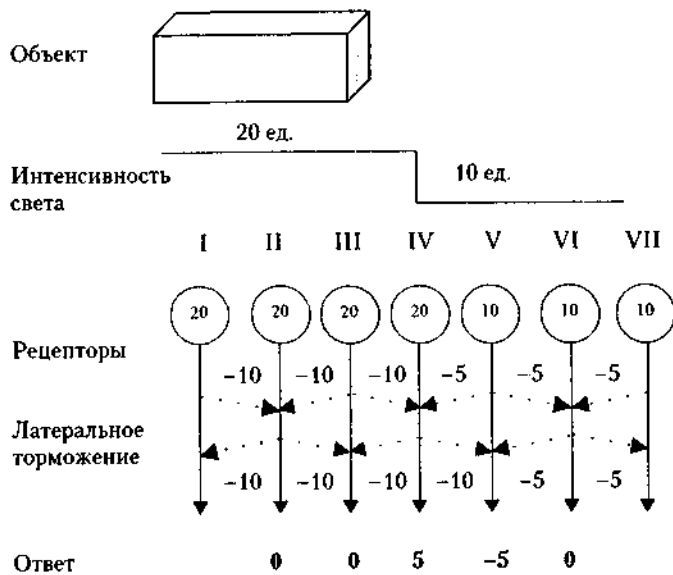 Объект
20 ед.
10 ед.
Интенсивность
света
I II III IV V VI VII
20 20 20 20 10 10 10
Рецепторы
−10 −10 −10 −5 −5 −5
Латеральное
торможение
−10 −10 −10 −10 −5 −5
Ответ 0 0 5 −5 0